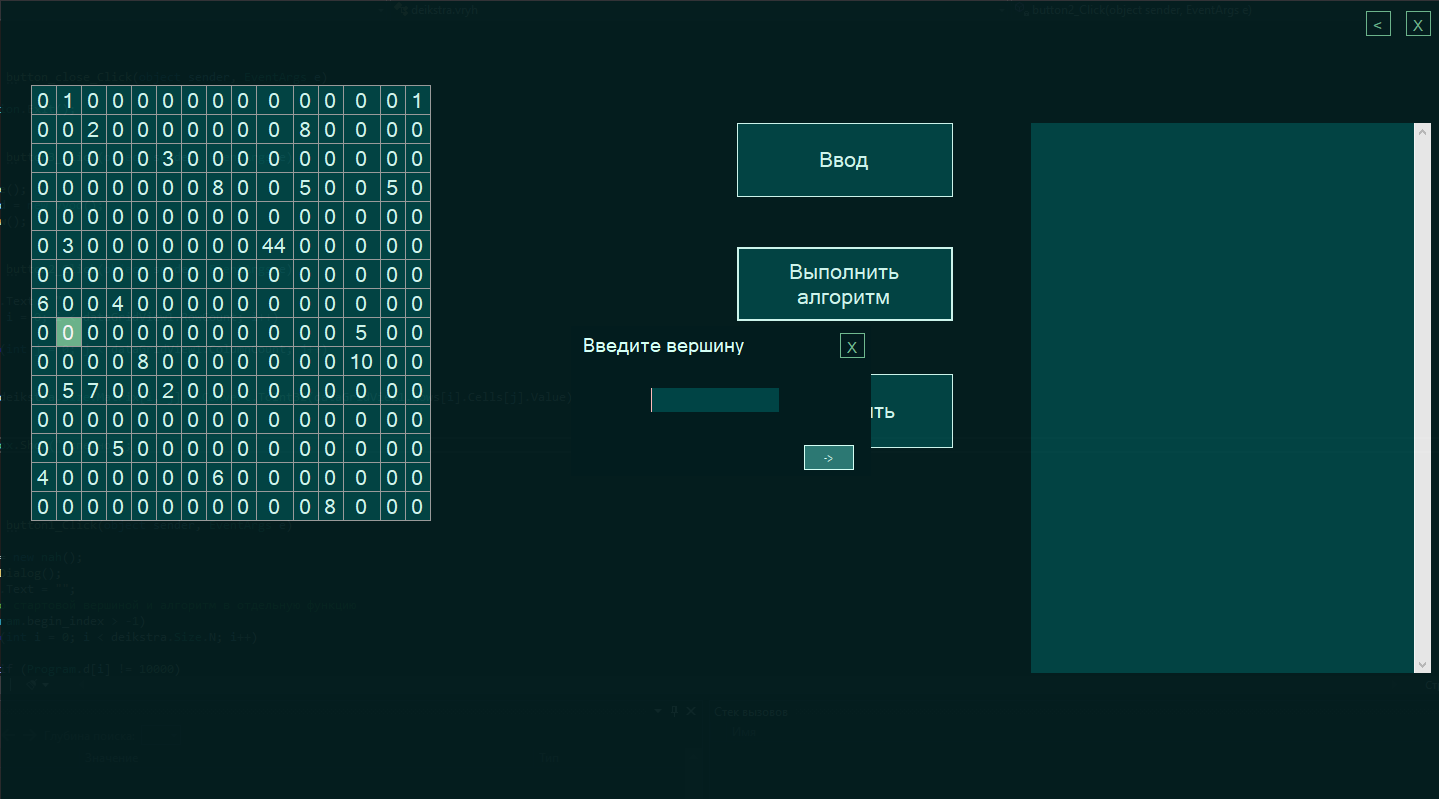 deikstra.vryh
button2_Click(object sender, EventArgs e)
< X
button_close_Click(object sender, EventArgs e)
0 1 0 0 0 0 0 0 0 0 0 0 0 0 1
0 0 2 0 0 0 0 0 0 0 8 0 0 0 0
0 0 0 0 0 3 0 0 0 0 0 0 0 0 0
0 0 0 0 0 0 0 8 0 0 5 0 0 5 0
0 0 0 0 0 0 0 0 0 0 0 0 0 0 0
0 3 0 0 0 0 0 0 0 44 0 0 0 0 0
0 0 0 0 0 0 0 0 0 0 0 0 0 0 0
6 0 0 4 0 0 0 0 0 0 0 0 0 0 0
0 0 0 0 0 0 0 0 0 0 0 0 5 0 0
0 0 0 0 8 0 0 0 0 0 0 0 10 0 0
0 5 7 0 0 2 0 0 0 0 0 0 0 0 0
0 0 0 0 0 0 0 0 0 0 0 0 0 0 0
0 0 0 5 0 0 0 0 0 0 0 0 0 0 0
4 0 0 0 0 0 0 6 0 0 0 0 0 0 0
0 0 0 0 0 0 0 0 0 0 0 8 0 0 0
Ввод
Выполнить
алгоритм
Введите вершину
X
ть
->